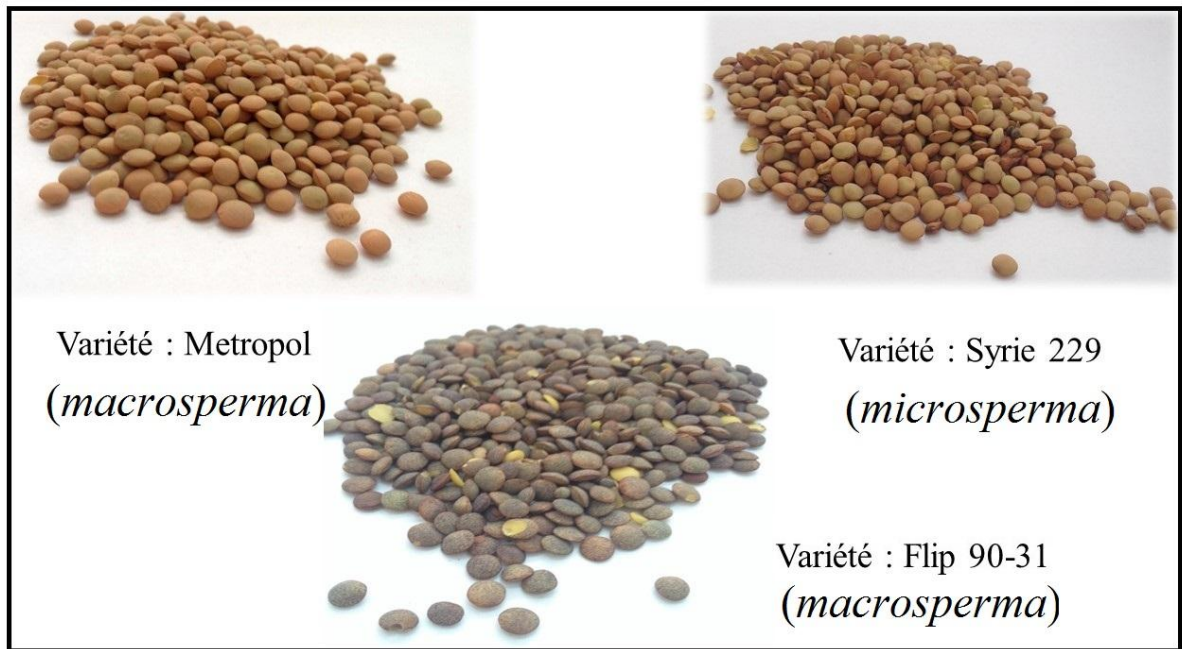 Variété : Metropol
(macrosperma)
Variété : Syrie 229
(microsperma)
Variété : Flip 90-31
(macrosperma)